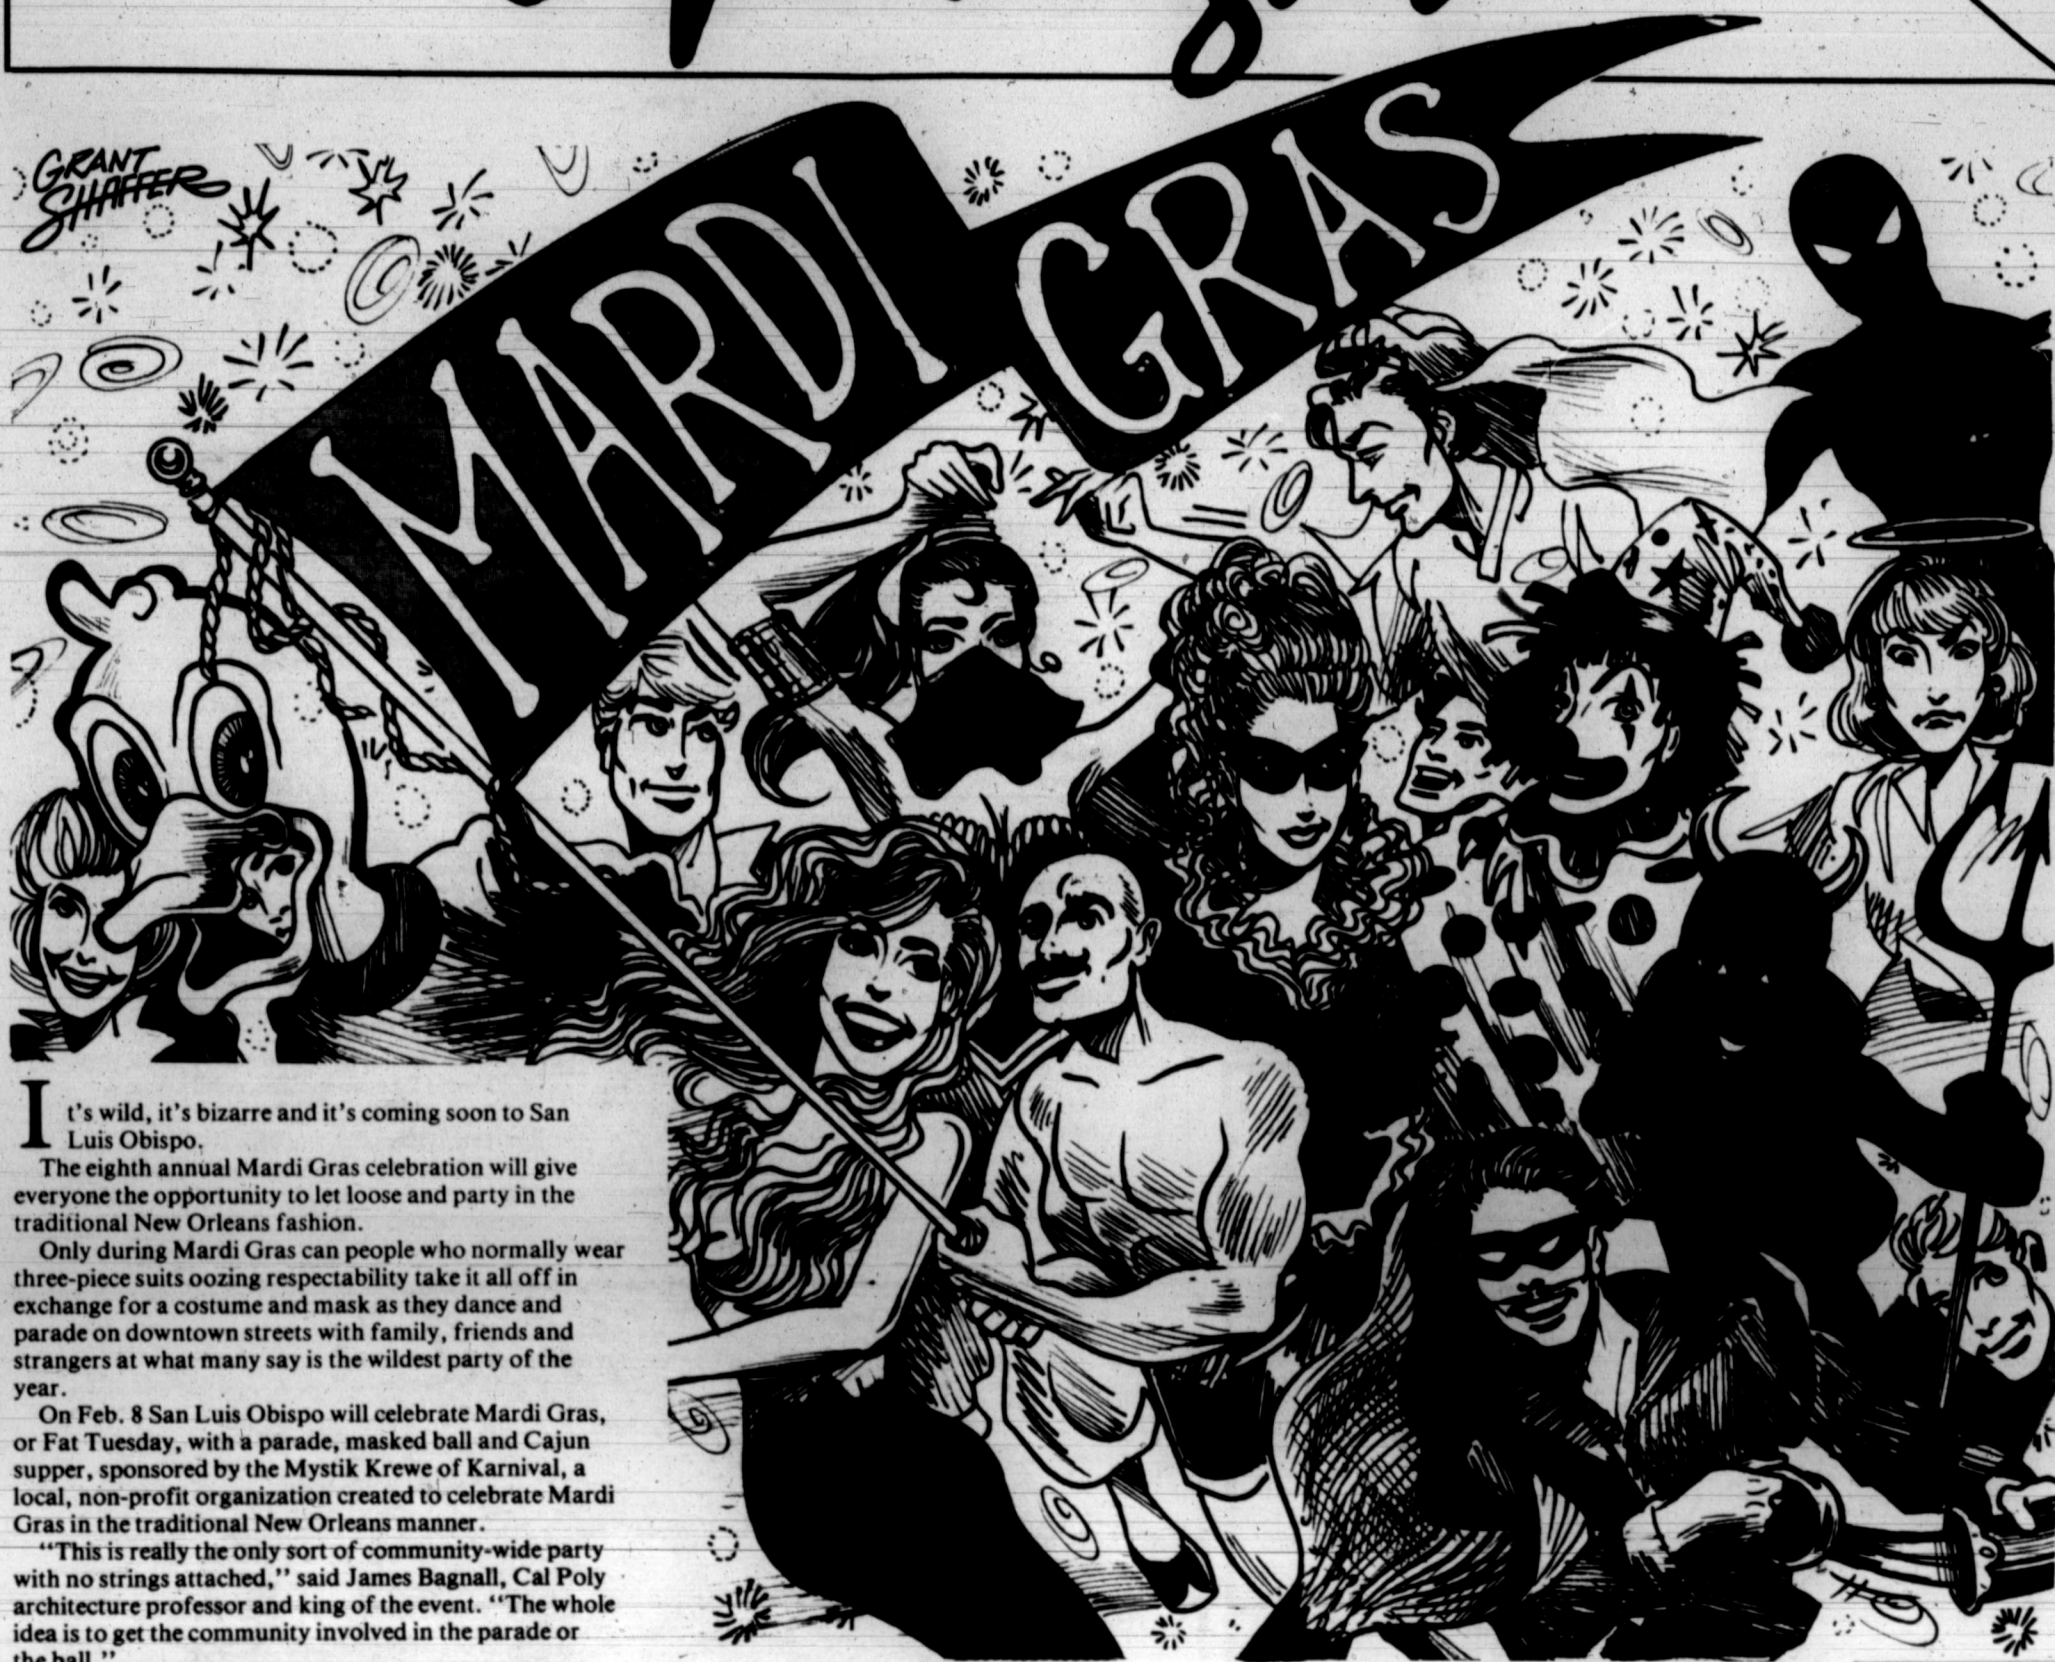 GRANT
SHAFFER
MARDI GRAS
It's wild, it's bizarre and it's coming soon to San
Luis Obispo.
The eighth annual Mardi Gras celebration will give
everyone the opportunity to let loose and party in the
traditional New Orleans fashion.
Only during Mardi Gras can people who normally wear
three-piece suits oozing respectability take it all off in
exchange for a costume and mask as they dance and
parade on downtown streets with family, friends and
strangers at what many say is the wildest party of the
year.
On Feb. 8 San Luis Obispo will celebrate Mardi Gras,
or Fat Tuesday, with a parade, masked ball and Cajun
supper, sponsored by the Mystik Krewe of Karnival, a
local, non-profit organization created to celebrate Mardi
Gras in the traditional New Orleans manner.
"This is really the only sort of community-wide party
with no strings attached," said James Bagnall, Cal Poly
architecture professor and king of the event. "The whole
idea is to get the community involved in the parade or
the ball."